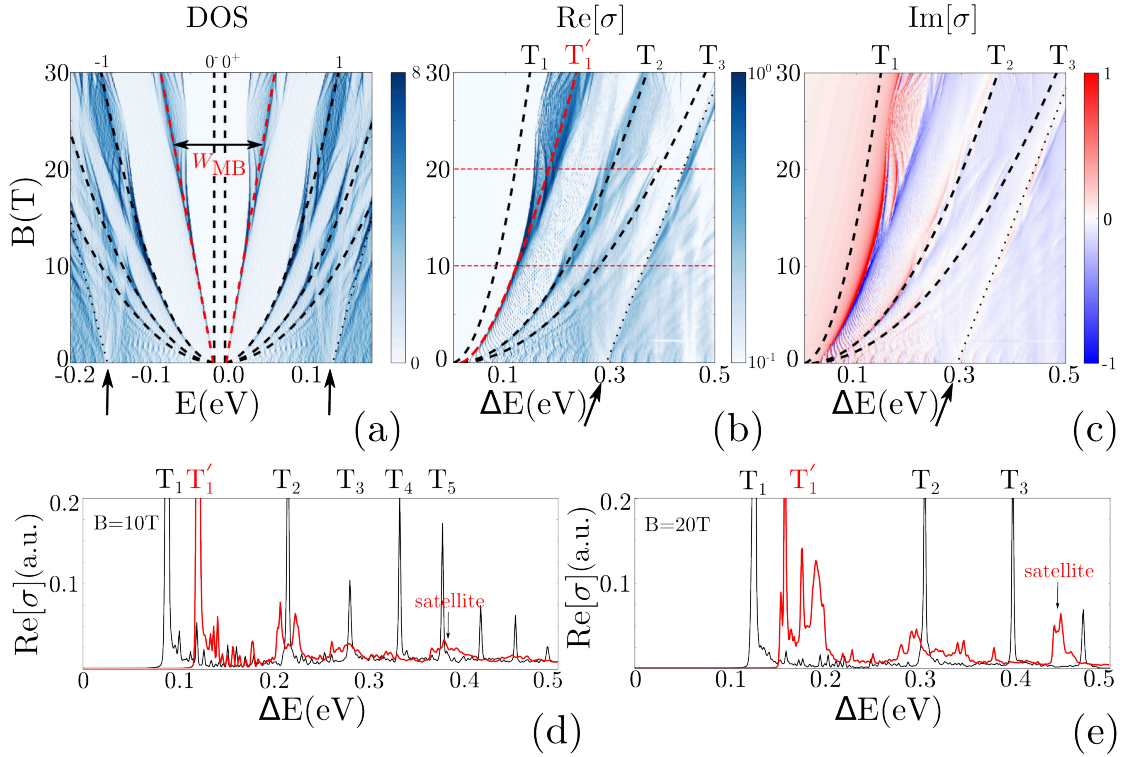 DOS
Re[σ]
Im[σ]
-1 0⁻ 0⁺ 1
T₁ T₁′ T₂ T₃
T₁ T₂ T₃
B(T)
30
20
10
0
W_MB
-0.2 -0.1 0.0 0.1
E(eV)
8
0
(a)
30
20
10
0
0.1 0.3 0.5
ΔE(eV)
10⁰
10⁻¹
(b)
30
20
10
0
0.1 0.3 0.5
ΔE(eV)
1
0
-1
(c)
T₁ T₁′ T₂ T₃ T₄ T₅
0.2
0.1
Re[σ](a.u.)
B=10T
satellite
0 0.1 0.2 0.3 0.4 0.5
ΔE(eV)
(d)
T₁ T₁′ T₂ T₃
0.2
0.1
Re[σ](a.u.)
B=20T
satellite
0 0.1 0.2 0.3 0.4 0.5
ΔE(eV)
(e)